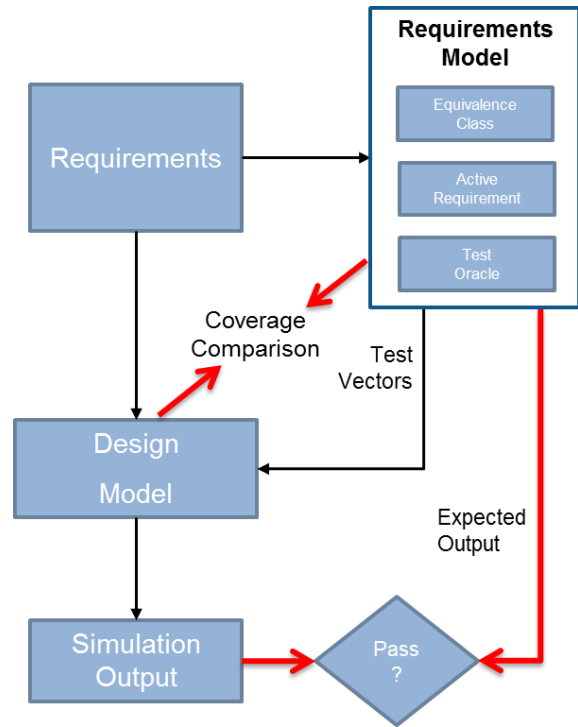 Requirements
Model
Equivalence
Class
Requirements
Active
Requirement
Test
Oracle
Coverage
Comparison
Test
Vectors
Design
Model
Expected
Output
Simulation
Output
Pass
?